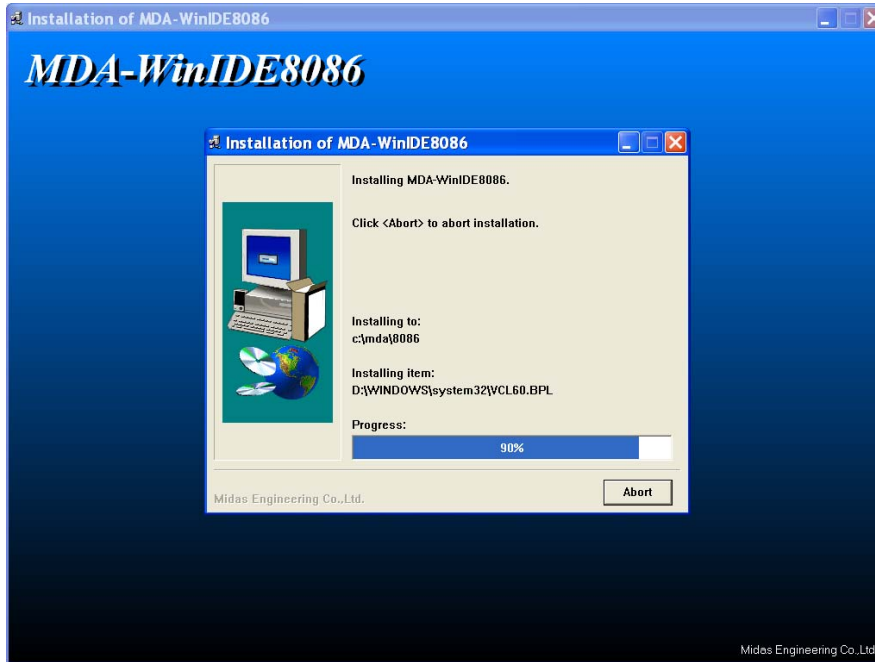 Installation of MDA-WinIDE8086
MDA-WinIDE8086
Installation of MDA-WinIDE8086
Installing MDA-WinIDE8086.
Click <Abort> to abort installation.
Installing to:
c:\mda\8086
Installing item:
D:\WINDOWS\system32\VCL60.BPL
Progress:
90%
Abort
Midas Engineering Co.,Ltd.
Midas Engineering Co.,Ltd